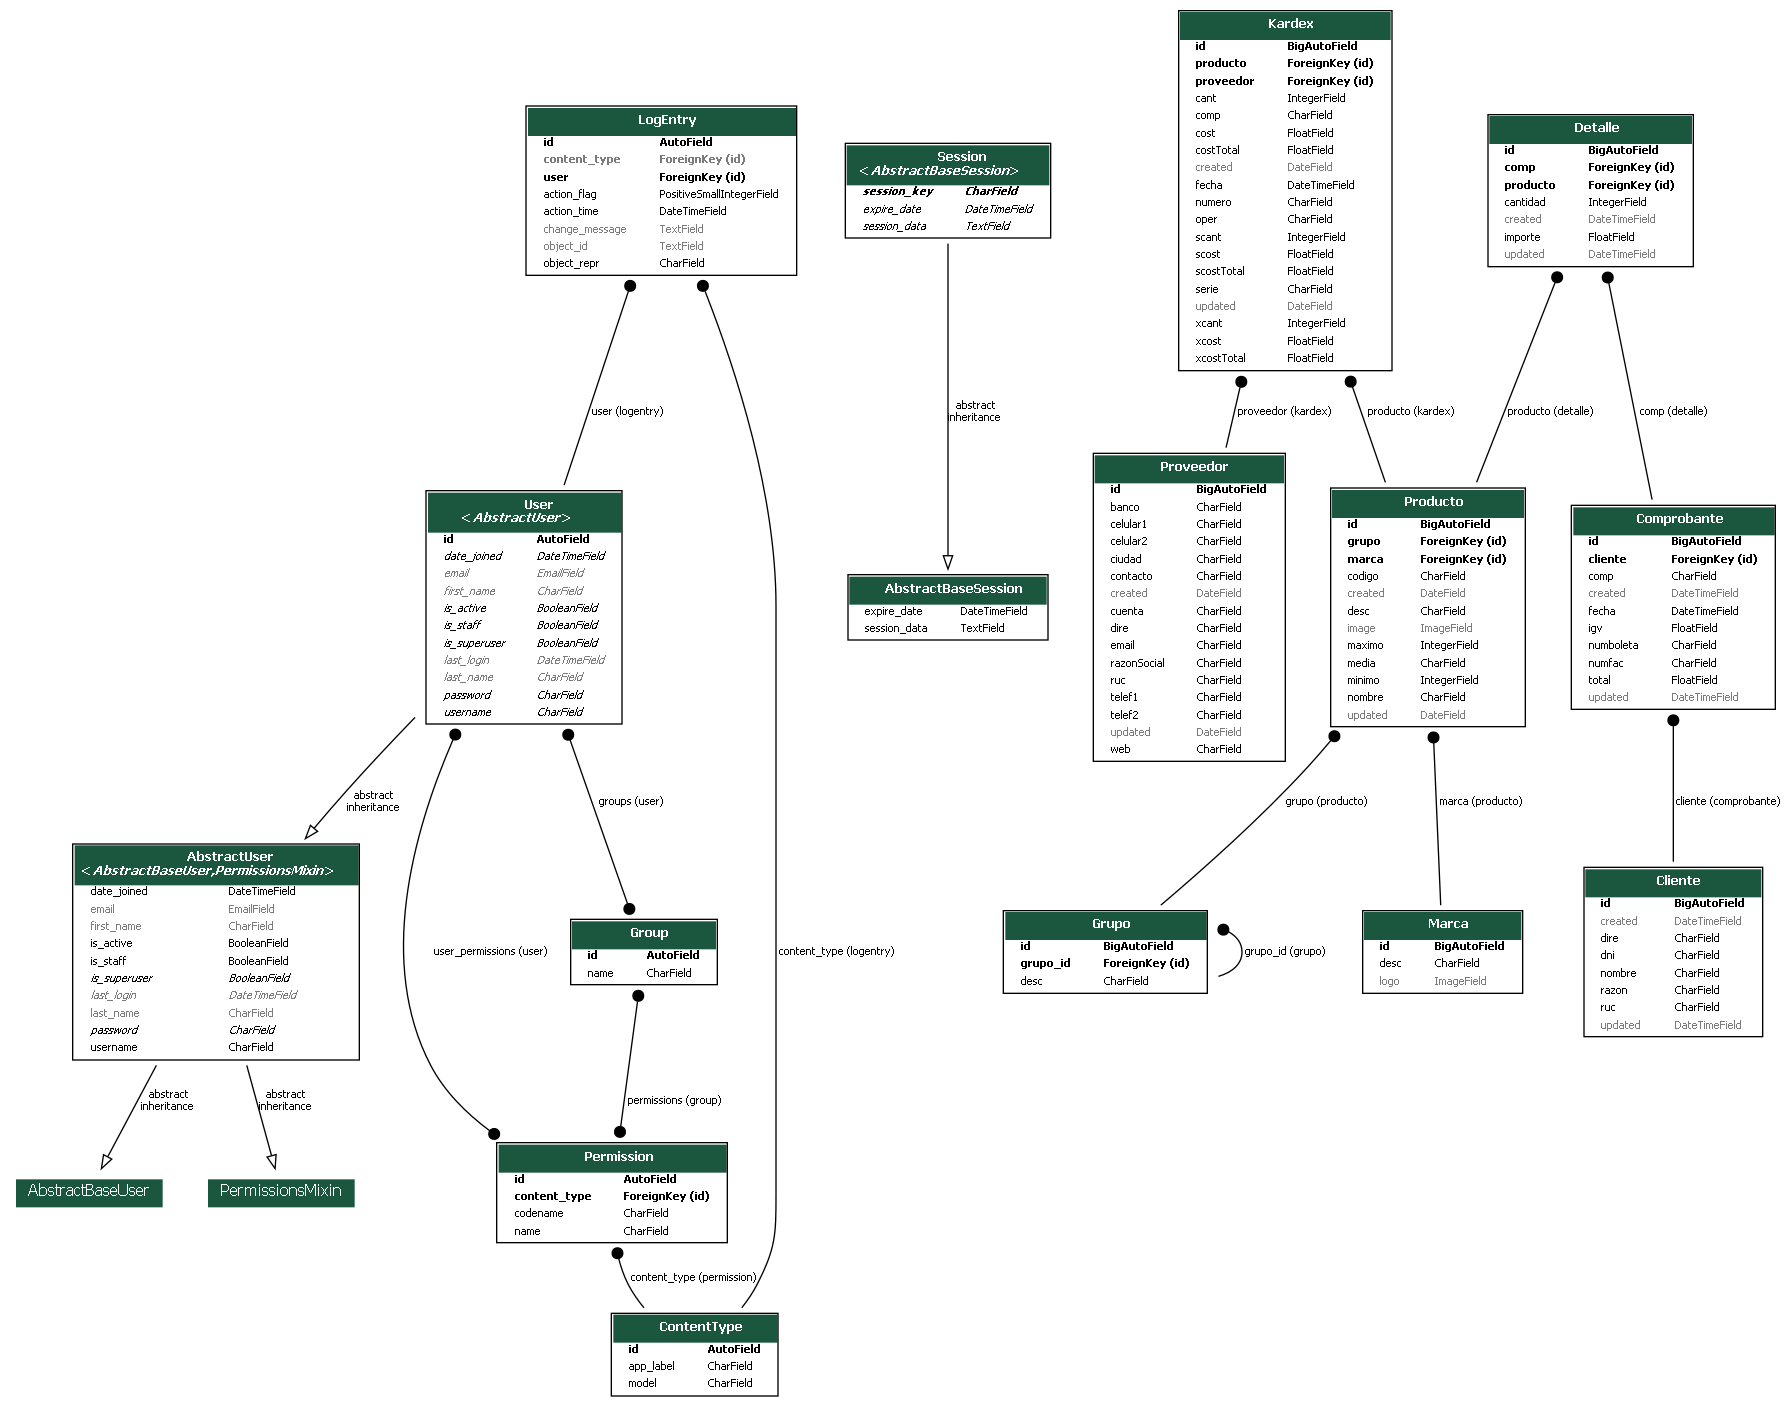 Kardex
id BigAutoField
producto ForeignKey (id)
proveedor ForeignKey (id)
cant IntegerField
comp CharField
cost FloatField
costTotal FloatField
created DateField
fecha DateTimeField
numero CharField
oper CharField
scant IntegerField
scost FloatField
scostTotal FloatField
serie CharField
updated DateField
xcant IntegerField
xcost FloatField
xcostTotal FloatField
LogEntry
id AutoField
content_type ForeignKey (id)
user ForeignKey (id)
action_flag PositiveSmallIntegerField
action_time DateTimeField
change_message TextField
object_id TextField
object_repr CharField
Session
<AbstractBaseSession>
session_key CharField
expire_date DateTimeField
session_data TextField
Detalle
id BigAutoField
comp ForeignKey (id)
producto ForeignKey (id)
cantidad IntegerField
created DateTimeField
importe FloatField
updated DateTimeField
user (logentry)
abstract
inheritance
proveedor (kardex)
producto (kardex)
producto (detalle)
comp (detalle)
User
<AbstractUser>
id AutoField
date_joined DateTimeField
email EmailField
first_name CharField
is_active BooleanField
is_staff BooleanField
is_superuser BooleanField
last_login DateTimeField
last_name CharField
password CharField
username CharField
AbstractBaseSession
expire_date DateTimeField
session_data TextField
Proveedor
id BigAutoField
banco CharField
celular1 CharField
celular2 CharField
ciudad CharField
contacto CharField
created DateField
cuenta CharField
dire CharField
email CharField
razonSocial CharField
ruc CharField
telef1 CharField
telef2 CharField
updated DateField
web CharField
Producto
id BigAutoField
grupo ForeignKey (id)
marca ForeignKey (id)
codigo CharField
created DateField
desc CharField
image ImageField
maximo IntegerField
media CharField
minimo IntegerField
nombre CharField
updated DateField
Comprobante
id BigAutoField
cliente ForeignKey (id)
comp CharField
created DateTimeField
fecha DateTimeField
igv FloatField
numboleta CharField
numfac CharField
total FloatField
updated DateTimeField
abstract
inheritance
groups (user)
grupo (producto)
marca (producto)
cliente (comprobante)
AbstractUser
<AbstractBaseUser,PermissionsMixin>
date_joined DateTimeField
email EmailField
first_name CharField
is_active BooleanField
is_staff BooleanField
is_superuser BooleanField
last_login DateTimeField
last_name CharField
password CharField
username CharField
user_permissions (user)
Group
id AutoField
name CharField
content_type (logentry)
Grupo
id BigAutoField
grupo_id ForeignKey (id)
desc CharField
grupo_id (grupo)
Marca
id BigAutoField
desc CharField
logo ImageField
Cliente
id BigAutoField
created DateTimeField
dire CharField
dni CharField
nombre CharField
razon CharField
ruc CharField
updated DateTimeField
abstract
inheritance
abstract
inheritance
permissions (group)
AbstractBaseUser
PermissionsMixin
Permission
id AutoField
content_type ForeignKey (id)
codename CharField
name CharField
content_type (permission)
ContentType
id AutoField
app_label CharField
model CharField